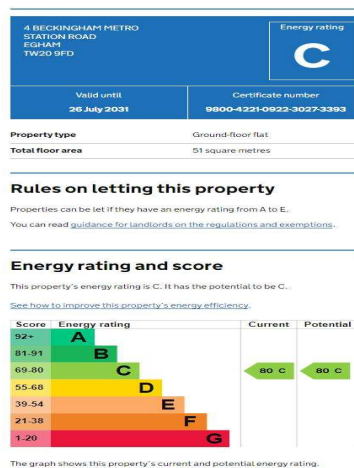 4 BECKINGHAM METRO
STATION ROAD
EGHAM
TW20 9FD
Energy rating
C
Valid until
26 July 2031
Certificate number
9800-4221-0922-3027-3393
Property type
Ground-floor flat
Total floor area
51 square metres
Rules on letting this property
Properties can be let if they have an energy rating from A to E.
You can read guidance for landlords on the regulations and exemptions.
Energy rating and score
This property's energy rating is C. It has the potential to be C.
See how to improve this property's energy efficiency.
Score Energy rating Current Potential
92+ A
81-91 B
69-80 C 80 C 80 C
55-68 D
39-54 E
21-38 F
1-20 G
The graph shows this property's current and potential energy rating.